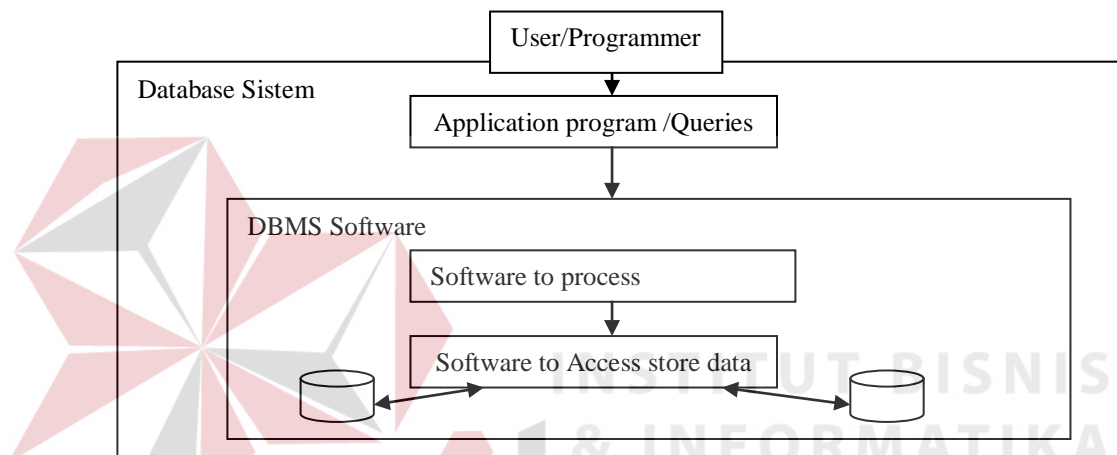 User/Programmer
Database Sistem
Application program /Queries
DBMS Software
Software to process
Software to Access store data
INSTITUT BISNIS
& INFORMATIKA